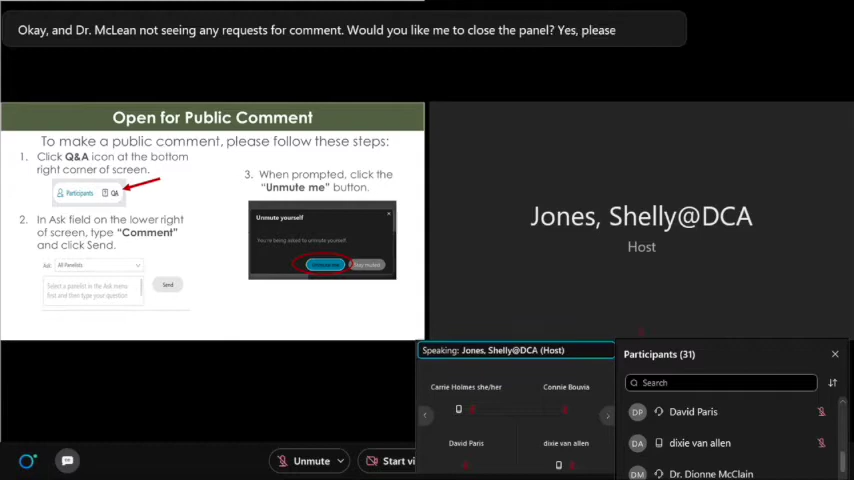 Okay, and Dr. McLean not seeing any requests for comment. Would you like me to close the panel? Yes, please
Open for Public Comment
To make a public comment, please follow these steps:
1. Click Q&A icon at the bottom
right corner of screen.
Participants
QA
2. In Ask field on the lower right
of screen, type “Comment”
and click Send.
Ask:
All Panelists
Select a panelist in the Ask menu
first and then type your question
Send
3. When prompted, click the
“Unmute me” button.
Unmute yourself
You're being asked to unmute yourself.
Unmute me
Stay muted
Jones, Shelly@DCA
Host
Speaking: Jones, Shelly@DCA (Host)
Carrie Holmes she/her
Connie Bouvia
David Paris
dixie van allen
Participants (31)
Search
DP
David Paris
DA
dixie van allen
DM
Dr. Dionne McClain
Unmute
Start vi